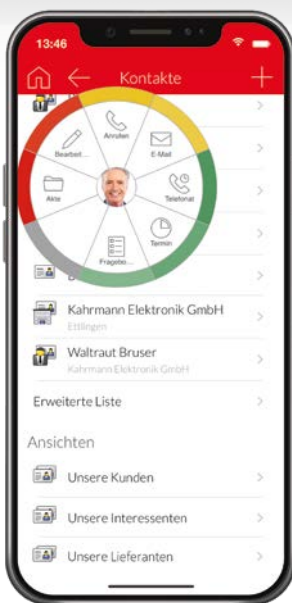 13:46
Kontakte
Anrufen
Bearbeit ...
E-Mail
Akte
Telefonat
Termin
Fragebo ...
Kahrmann Elektronik GmbH
Ettlingen
Waltraut Bruser
Kahrmann Elektronik GmbH
Erweiterte Liste
Ansichten
Unsere Kunden
Unsere Interessenten
Unsere Lieferanten